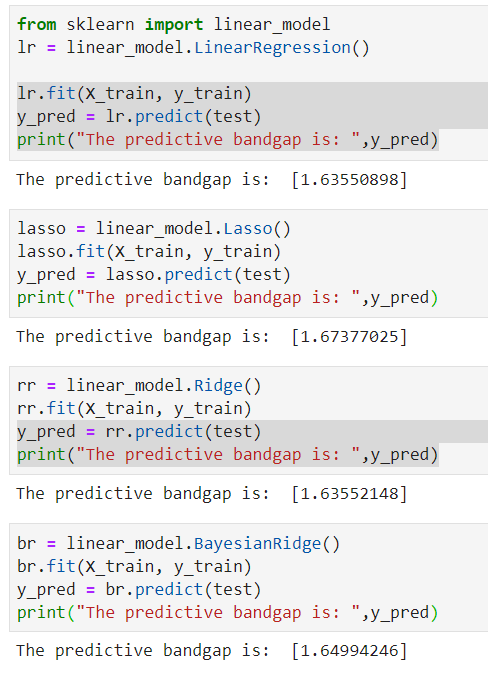 from sklearn import linear_model
lr = linear_model.LinearRegression()
lr.fit(X_train, y_train)
y_pred = lr.predict(test)
print("The predictive bandgap is: ",y_pred)
The predictive bandgap is:  [1.63550898]
lasso = linear_model.Lasso()
lasso.fit(X_train, y_train)
y_pred = lasso.predict(test)
print("The predictive bandgap is: ",y_pred)
The predictive bandgap is:  [1.67377025]
rr = linear_model.Ridge()
rr.fit(X_train, y_train)
y_pred = rr.predict(test)
print("The predictive bandgap is: ",y_pred)
The predictive bandgap is:  [1.63552148]
br = linear_model.BayesianRidge()
br.fit(X_train, y_train)
y_pred = br.predict(test)
print("The predictive bandgap is: ",y_pred)
The predictive bandgap is:  [1.64994246]